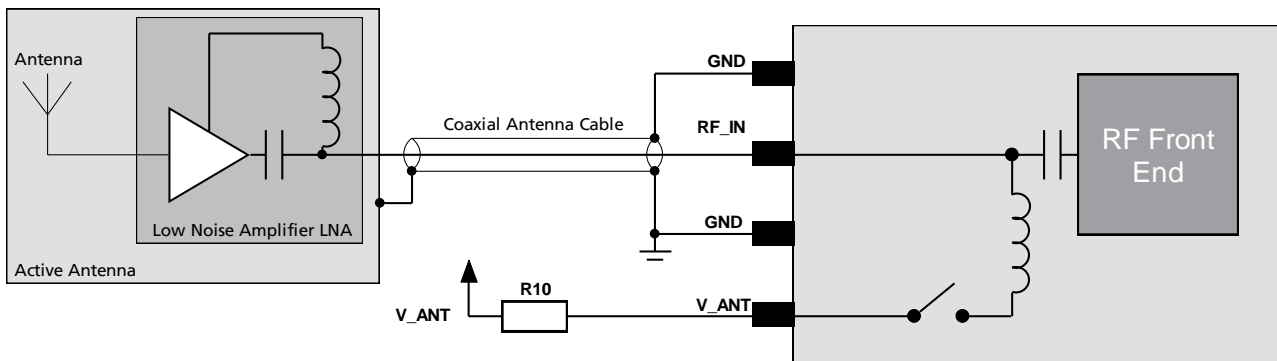 Antenna
Low Noise Amplifier LNA
Active Antenna
Coaxial Antenna Cable
GND
RF_IN
GND
V_ANT
R10
V_ANT
RF Front
End